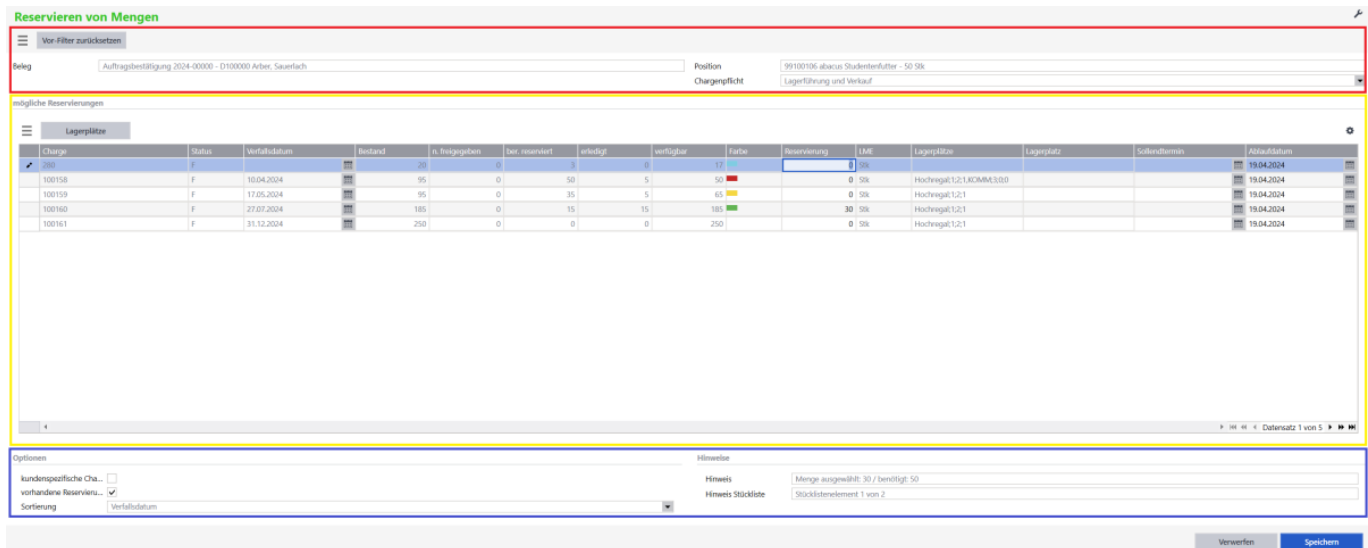 Reservieren von Mengen
Vor-Filter zurücksetzen
Beleg Auftragsbestätigung 2024-00000 - D100000 Arber, Sauerlach Position 99100106 abacus Studentenfutter - 50 Stk
Chargenpflicht Lagerführung und Verkauf
mögliche Reservierungen
Lagerplätze
Charge Status Verfallsdatum Bestand n. freigegeben ber. reserviert erledigt verfügbar Farbe Reservierung LME Lagerplätze Lagerplatz Sollendtermin Ablaufdatum
280 F 20 0 3 0 17 0 Stk 19.04.2024
100158 F 10.04.2024 95 0 50 5 50 0 Stk Hochregal;1;2;1,KOMM;3;0;0 19.04.2024
100159 F 17.05.2024 95 0 35 5 65 0 Stk Hochregal;1;2;1 19.04.2024
100160 F 27.07.2024 185 0 15 15 185 30 Stk Hochregal;1;2;1 19.04.2024
100161 F 31.12.2024 250 0 0 0 250 0 Stk Hochregal;1;2;1 19.04.2024
Datensatz 1 von 5
Optionen Hinweise
kundenspezifische Cha... Hinweis Menge ausgewählt: 30 / benötigt: 50
vorhandene Reservieru... Hinweis Stückliste Stücklistenelement 1 von 2
Sortierung Verfallsdatum
Verwerfen Speichern